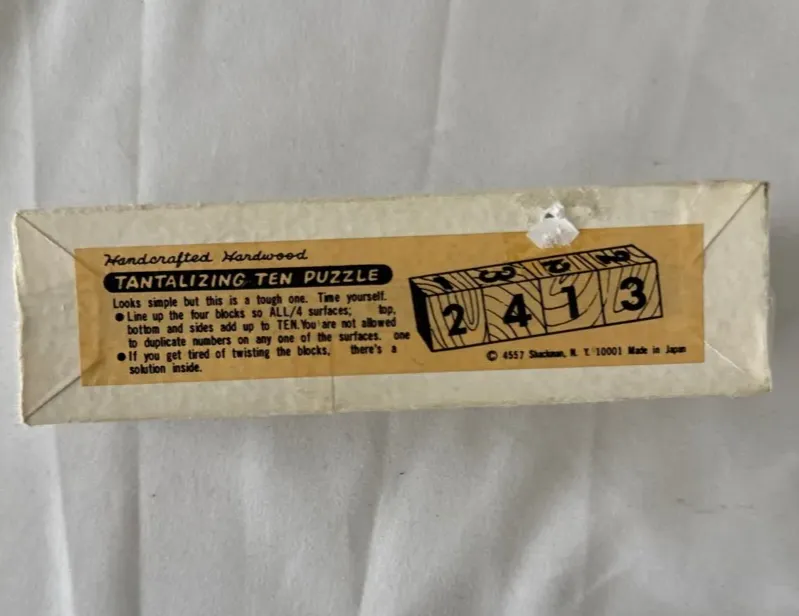 Handcrafted Hardwood
TANTALIZING TEN PUZZLE
Looks simple but this is a tough one. Time yourself.
● Line up the four blocks so ALL/4 surfaces; top,
bottom and sides add up to TEN. You are not allowed
to duplicate numbers on any one of the surfaces. one
● If you get tired of twisting the blocks, there's a
solution inside.
1 3 2
2 4 1 3
© 4557 Shackman, N. Y. 10001 Made in Japan